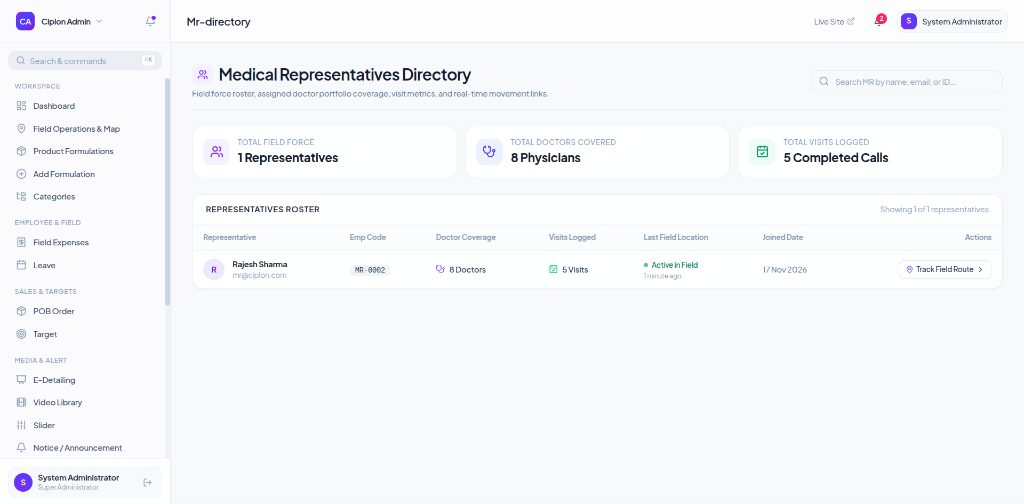 CA Ciplon Admin
Search & commands ⌘K
WORKSPACE
Dashboard
Field Operations & Map
Product Formulations
Add Formulation
Categories
EMPLOYEE & FIELD
Field Expenses
Leave
SALES & TARGETS
POB Order
Target
MEDIA & ALERT
E-Detailing
Video Library
Slider
Notice / Announcement
S System Administrator
Super Administrator
Mr-directory
Live Site 2 S System Administrator
Medical Representatives Directory
Field force roster, assigned doctor portfolio coverage, visit metrics, and real-time movement links.
Search MR by name, email, or ID...
TOTAL FIELD FORCE
1 Representatives
TOTAL DOCTORS COVERED
8 Physicians
TOTAL VISITS LOGGED
5 Completed Calls
REPRESENTATIVES ROSTER Showing 1 of 1 representatives
Representative Emp Code Doctor Coverage Visits Logged Last Field Location Joined Date Actions
R Rajesh Sharma MR-0002 8 Doctors 5 Visits Active in Field 17 Nov 2026 Track Field Route
mr@ciplon.com 1 minute ago